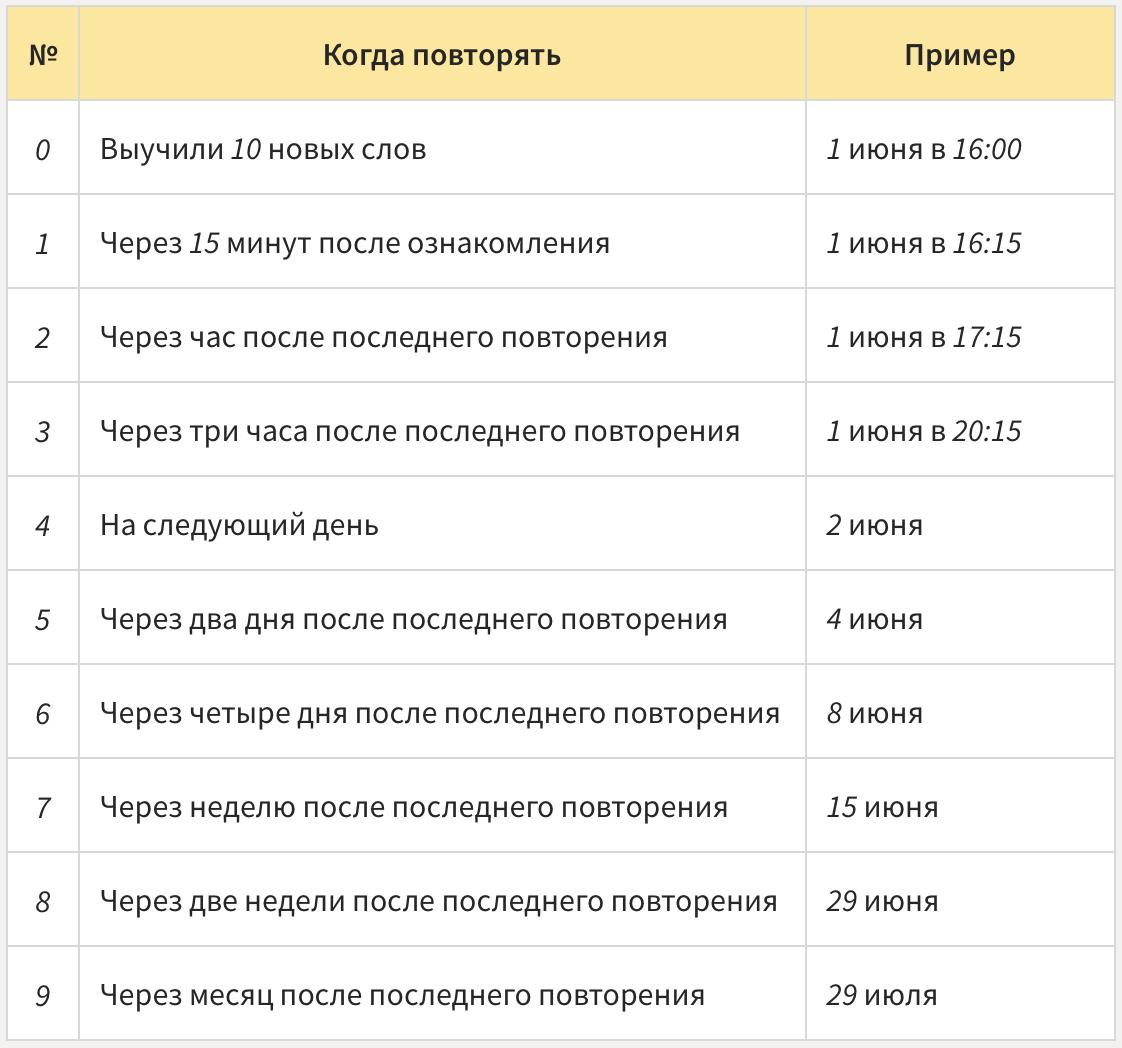 № Когда повторять Пример
0 Выучили 10 новых слов 1 июня в 16:00
1 Через 15 минут после ознакомления 1 июня в 16:15
2 Через час после последнего повторения 1 июня в 17:15
3 Через три часа после последнего повторения 1 июня в 20:15
4 На следующий день 2 июня
5 Через два дня после последнего повторения 4 июня
6 Через четыре дня после последнего повторения 8 июня
7 Через неделю после последнего повторения 15 июня
8 Через две недели после последнего повторения 29 июня
9 Через месяц после последнего повторения 29 июля